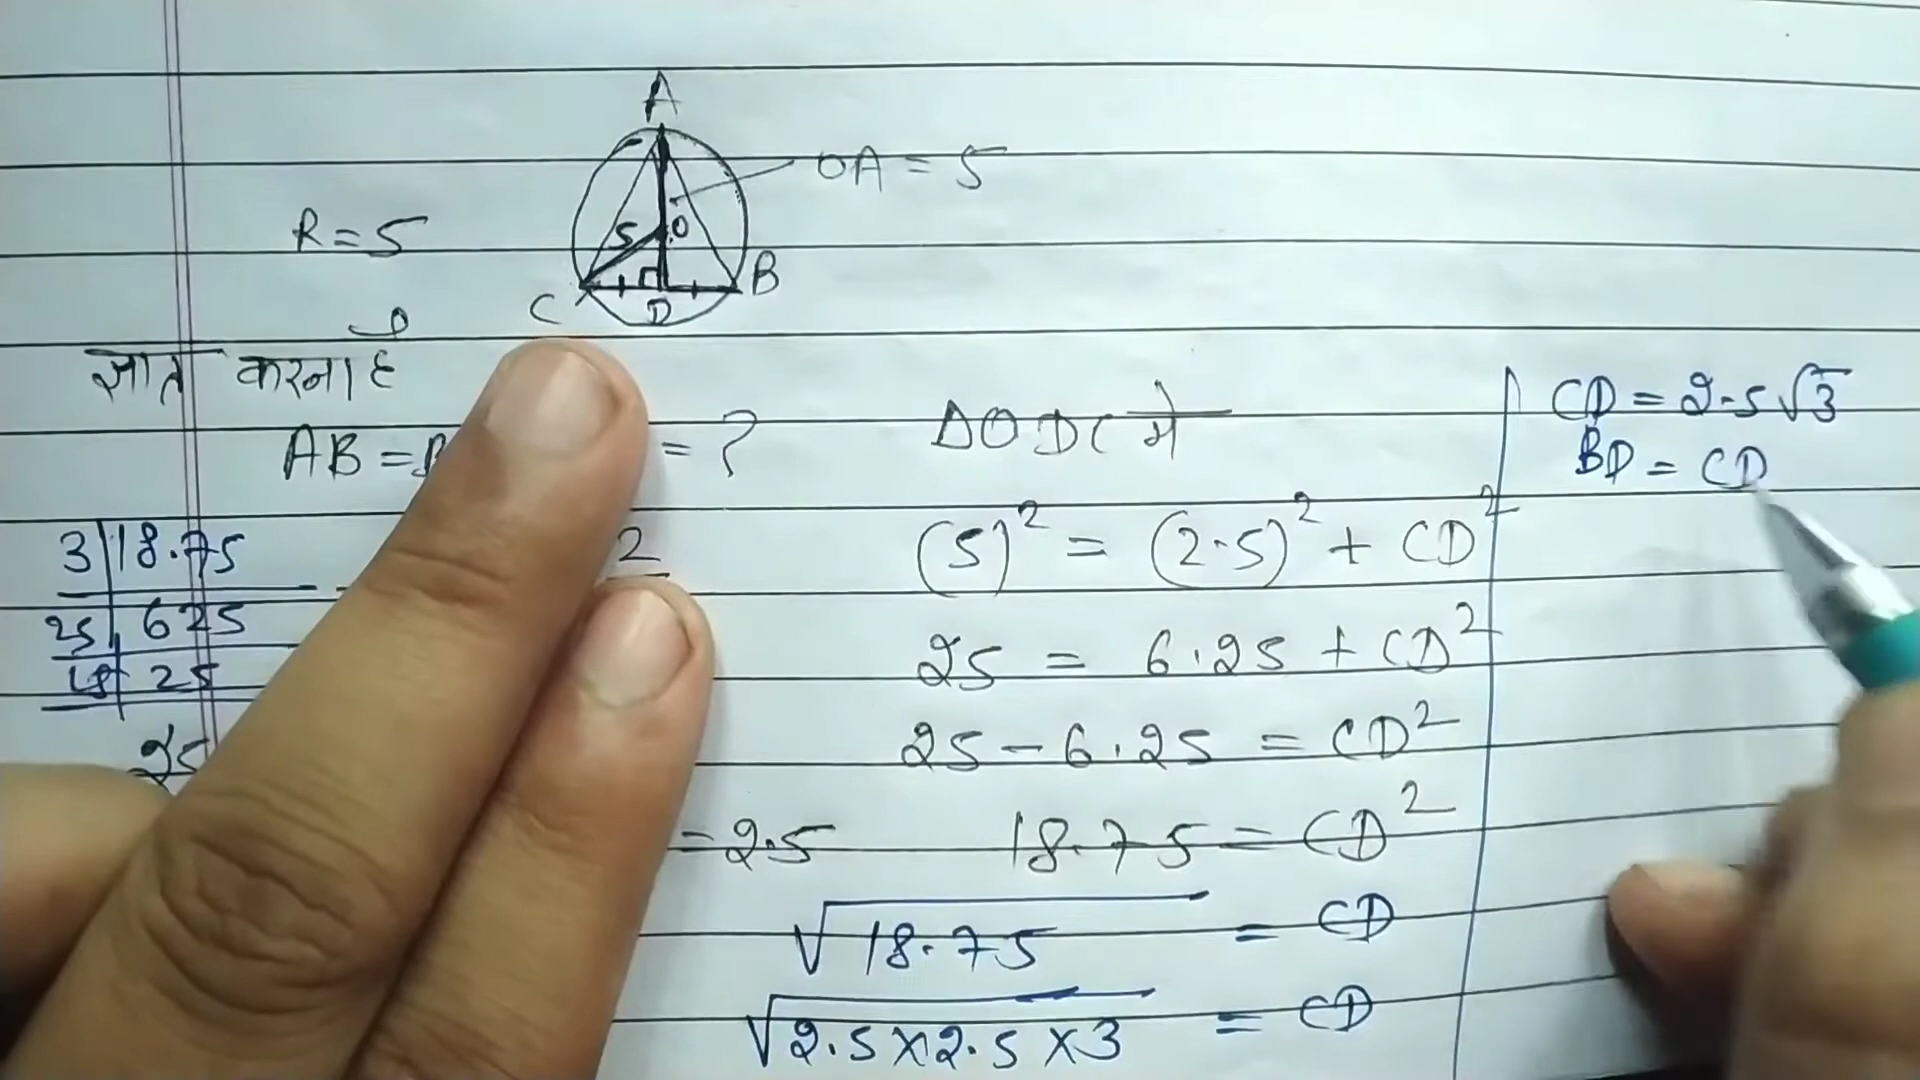 A
OA = 5
R = 5
5 O
C D B
ज्ञात करना है
AB = = ?
3 | 18.75
25 | 625
25
25
2
= 2.5
ΔODC में
(5)² = (2.5)² + CD²
25 = 6.25 + CD²
25 - 6.25 = CD²
18.75 = CD²
√18.75 = CD
√2.5×2.5×3 = CD
CD = 2.5√3
BD = CD